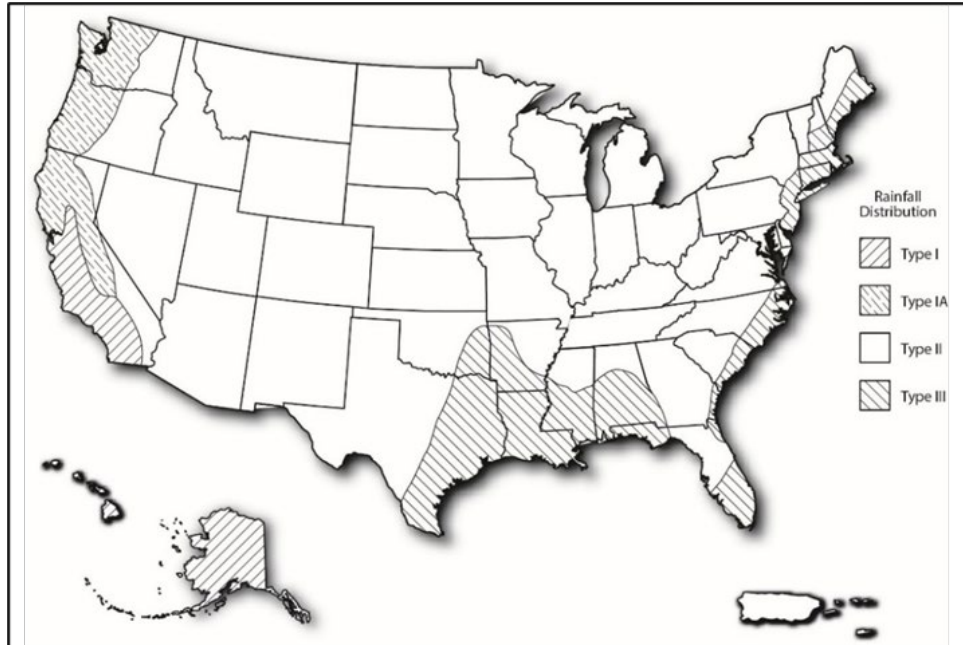 Rainfall
Distribution
Type I
Type IA
Type II
Type III